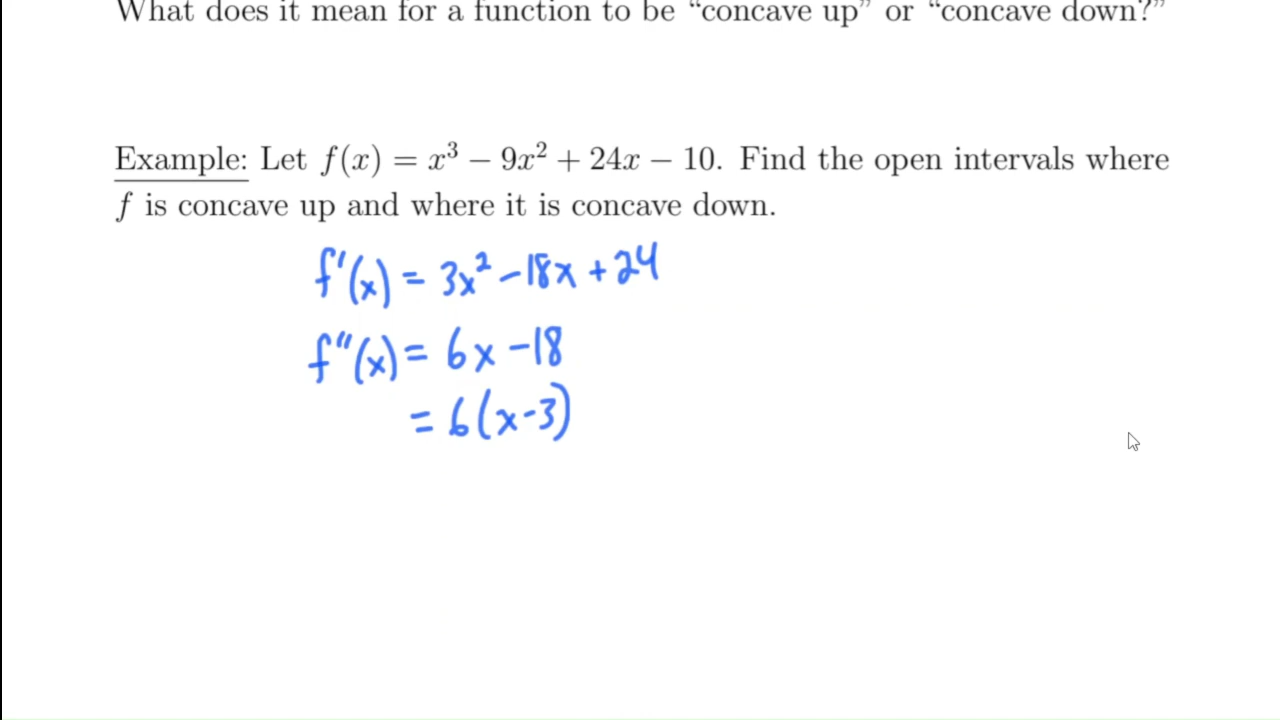 What does it mean for a function to be “concave up” or “concave down?”
Example: Let f(x) = x³ − 9x² + 24x − 10. Find the open intervals where
f is concave up and where it is concave down.
f'(x) = 3x² − 18x + 24
f''(x) = 6x − 18
= 6(x−3)